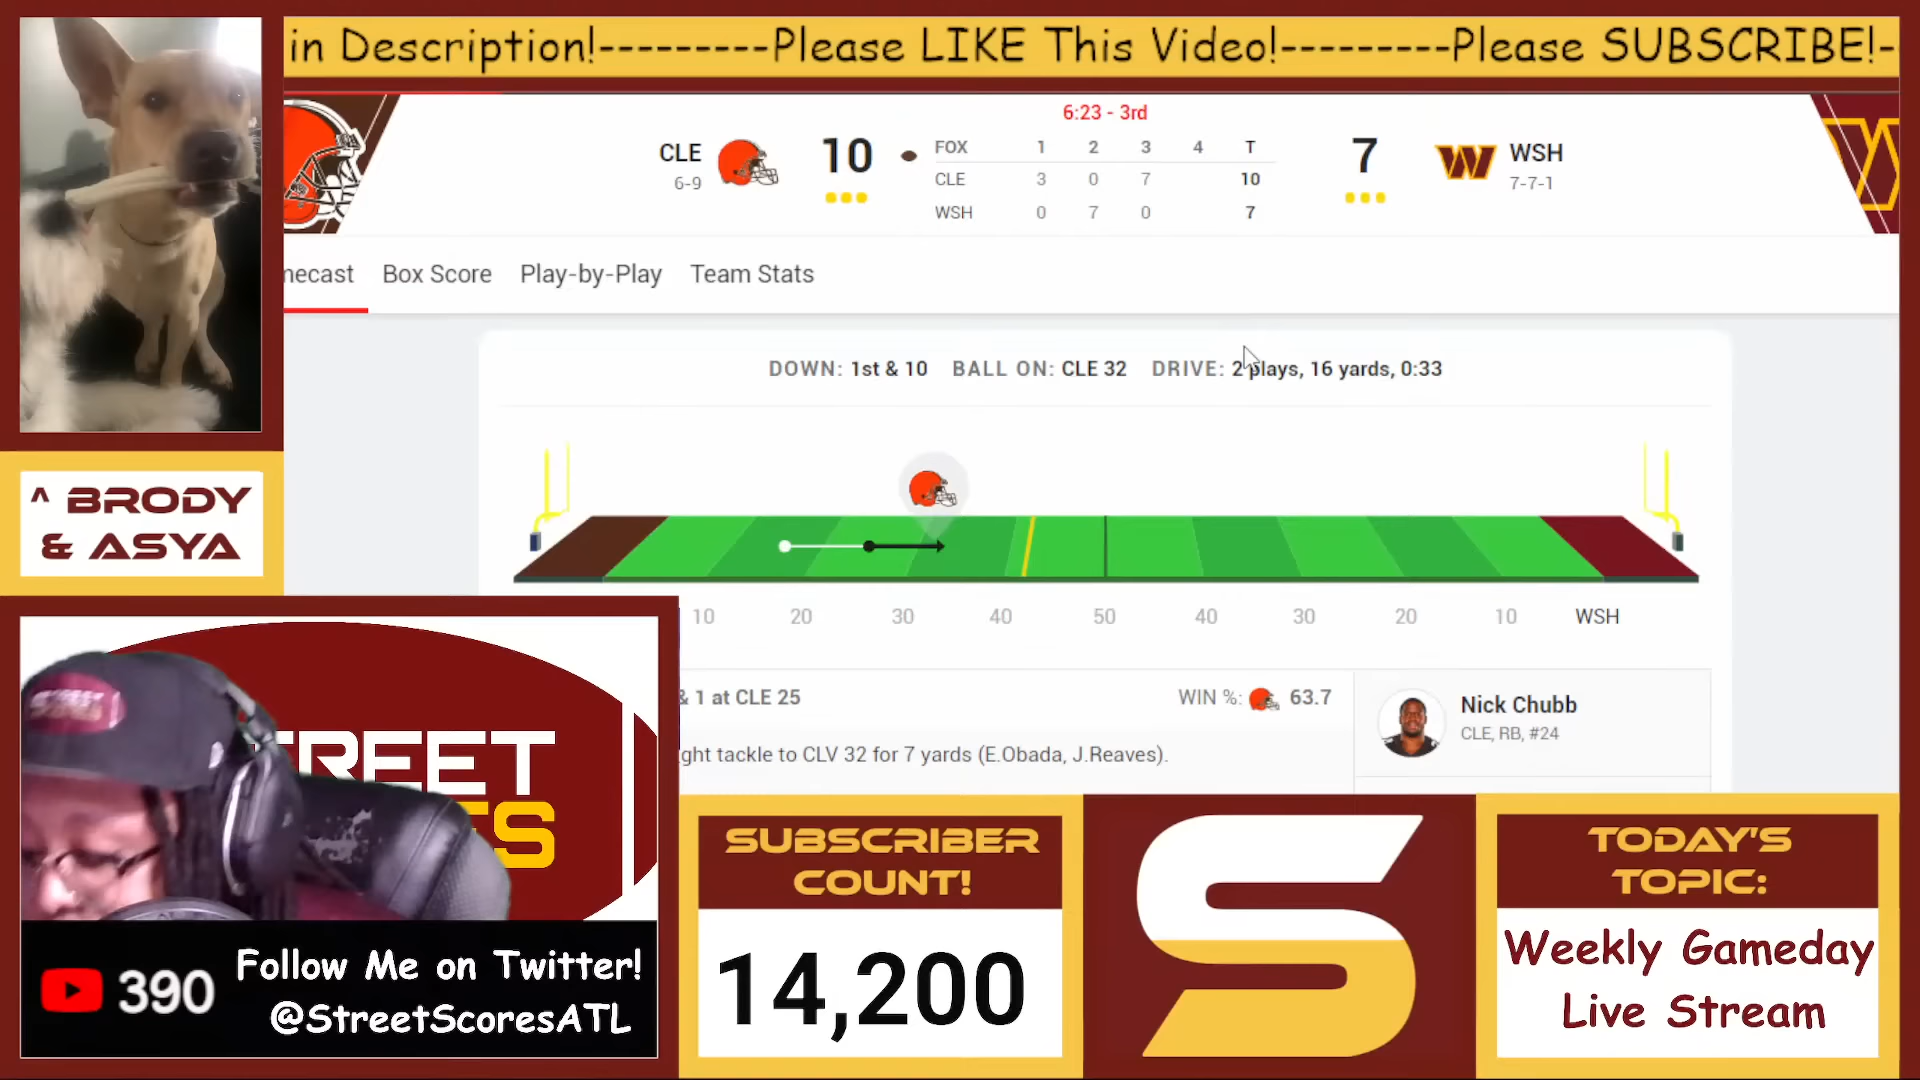 in Description!---------Please LIKE This Video!---------Please SUBSCRIBE!-
6:23 - 3rd
CLE 10 FOX 1 2 3 4 T 7 WSH
6-9 CLE 3 0 7 10 7-7-1
WSH 0 7 0 7
necast Box Score Play-by-Play Team Stats
DOWN: 1st & 10 BALL ON: CLE 32 DRIVE: 2 plays, 16 yards, 0:33
^ BRODY
& ASYA
10 20 30 40 50 40 30 20 10 WSH
& 1 at CLE 25 WIN %: 63.7
ght tackle to CLV 32 for 7 yards (E.Obada, J.Reaves).
Nick Chubb
CLE, RB, #24
STREET
REET
ES
390
Follow Me on Twitter!
@StreetScoresATL
SUBSCRIBER
COUNT!
14,200
S
TODAY'S
TOPIC:
Weekly Gameday
Live Stream